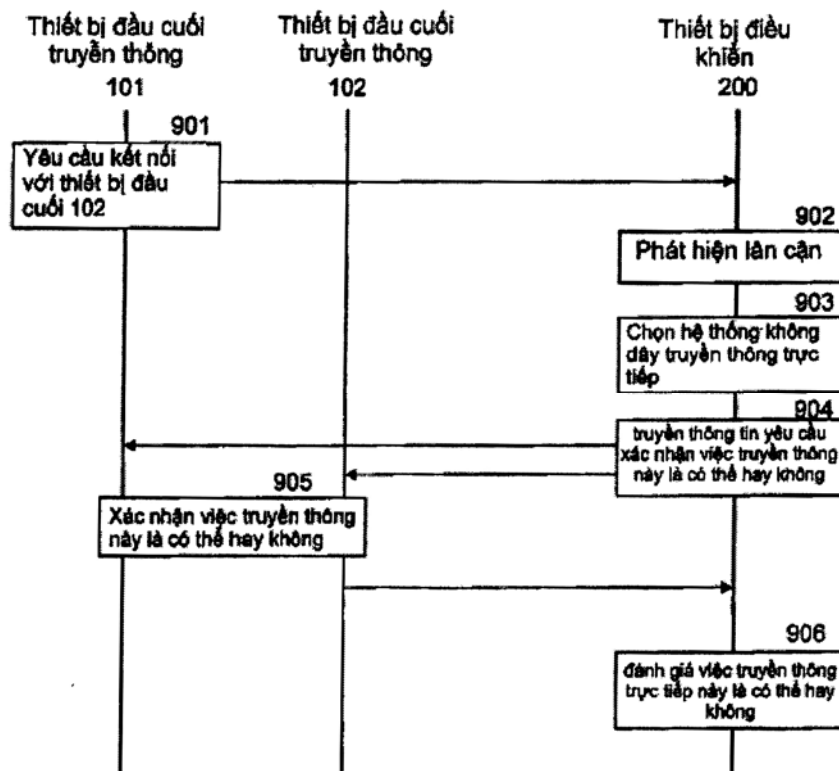 Thiết bị đầu cuối
truyền thông
101
Thiết bị đầu cuối
truyền thông
102
Thiết bị điều
khiển
200
901
Yêu cầu kết nối
với thiết bị đầu
cuối 102
902
Phát hiện lân cận
903
Chọn hệ thống không
dây truyền thông trực
tiếp
904
truyền thông tin yêu cầu
xác nhận việc truyền thông
này là có thể hay không
905
Xác nhận việc truyền thông
này là có thể hay không
906
đánh giá việc truyền thông
trực tiếp này là có thể hay
không